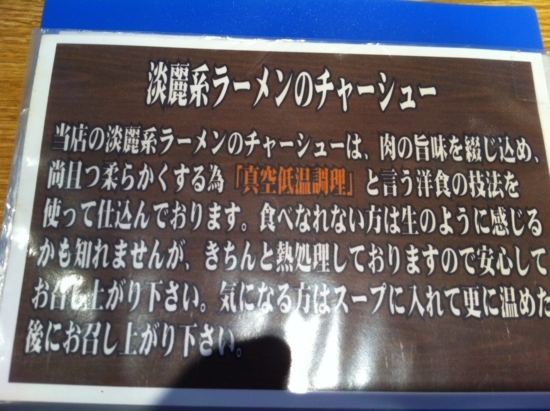 淡麗系ラーメンのチャーシュー
当店の淡麗系ラーメンのチャーシューは、肉の旨味を綴じ込め、
尚且つ柔らかくする為「真空低温調理」と言う洋食の技法を
使って仕込んでおります。食べなれない方は生のように感じる
かも知れませんが、きちんと熱処理しておりますので安心して
お召し上がり下さい。気になる方はスープに入れて更に温めた
後にお召し上がり下さい。